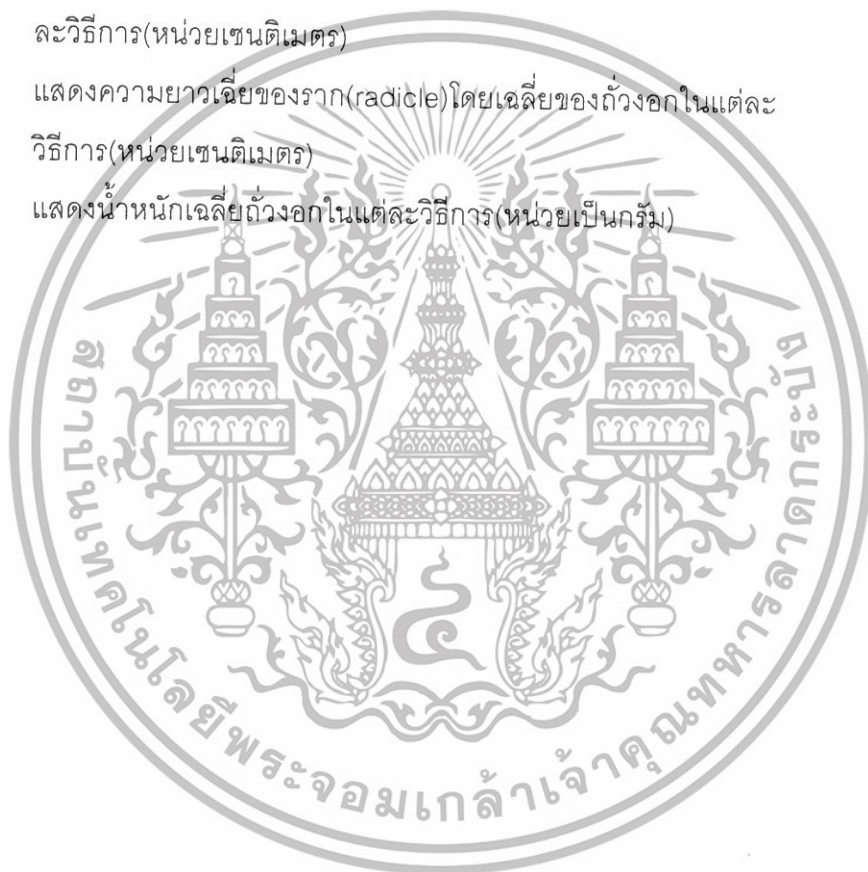 ละวิธีการ(หน่วยเซนติเมตร)
แสดงความยาวเฉี่ยของราก(radicle)โดยเฉลี่ยของถั่วงอกในแต่ละ
วิธีการ(หน่วยเซนติเมตร)
แสดงน้ำหนักเฉลี่ยถั่วงอกในแต่ละวิธีการ(หน่วยเป็นกรัม)
สถาบันเทคโนโลยีพระจอมเกล้าเจ้าคุณทหารลาดกระบัง